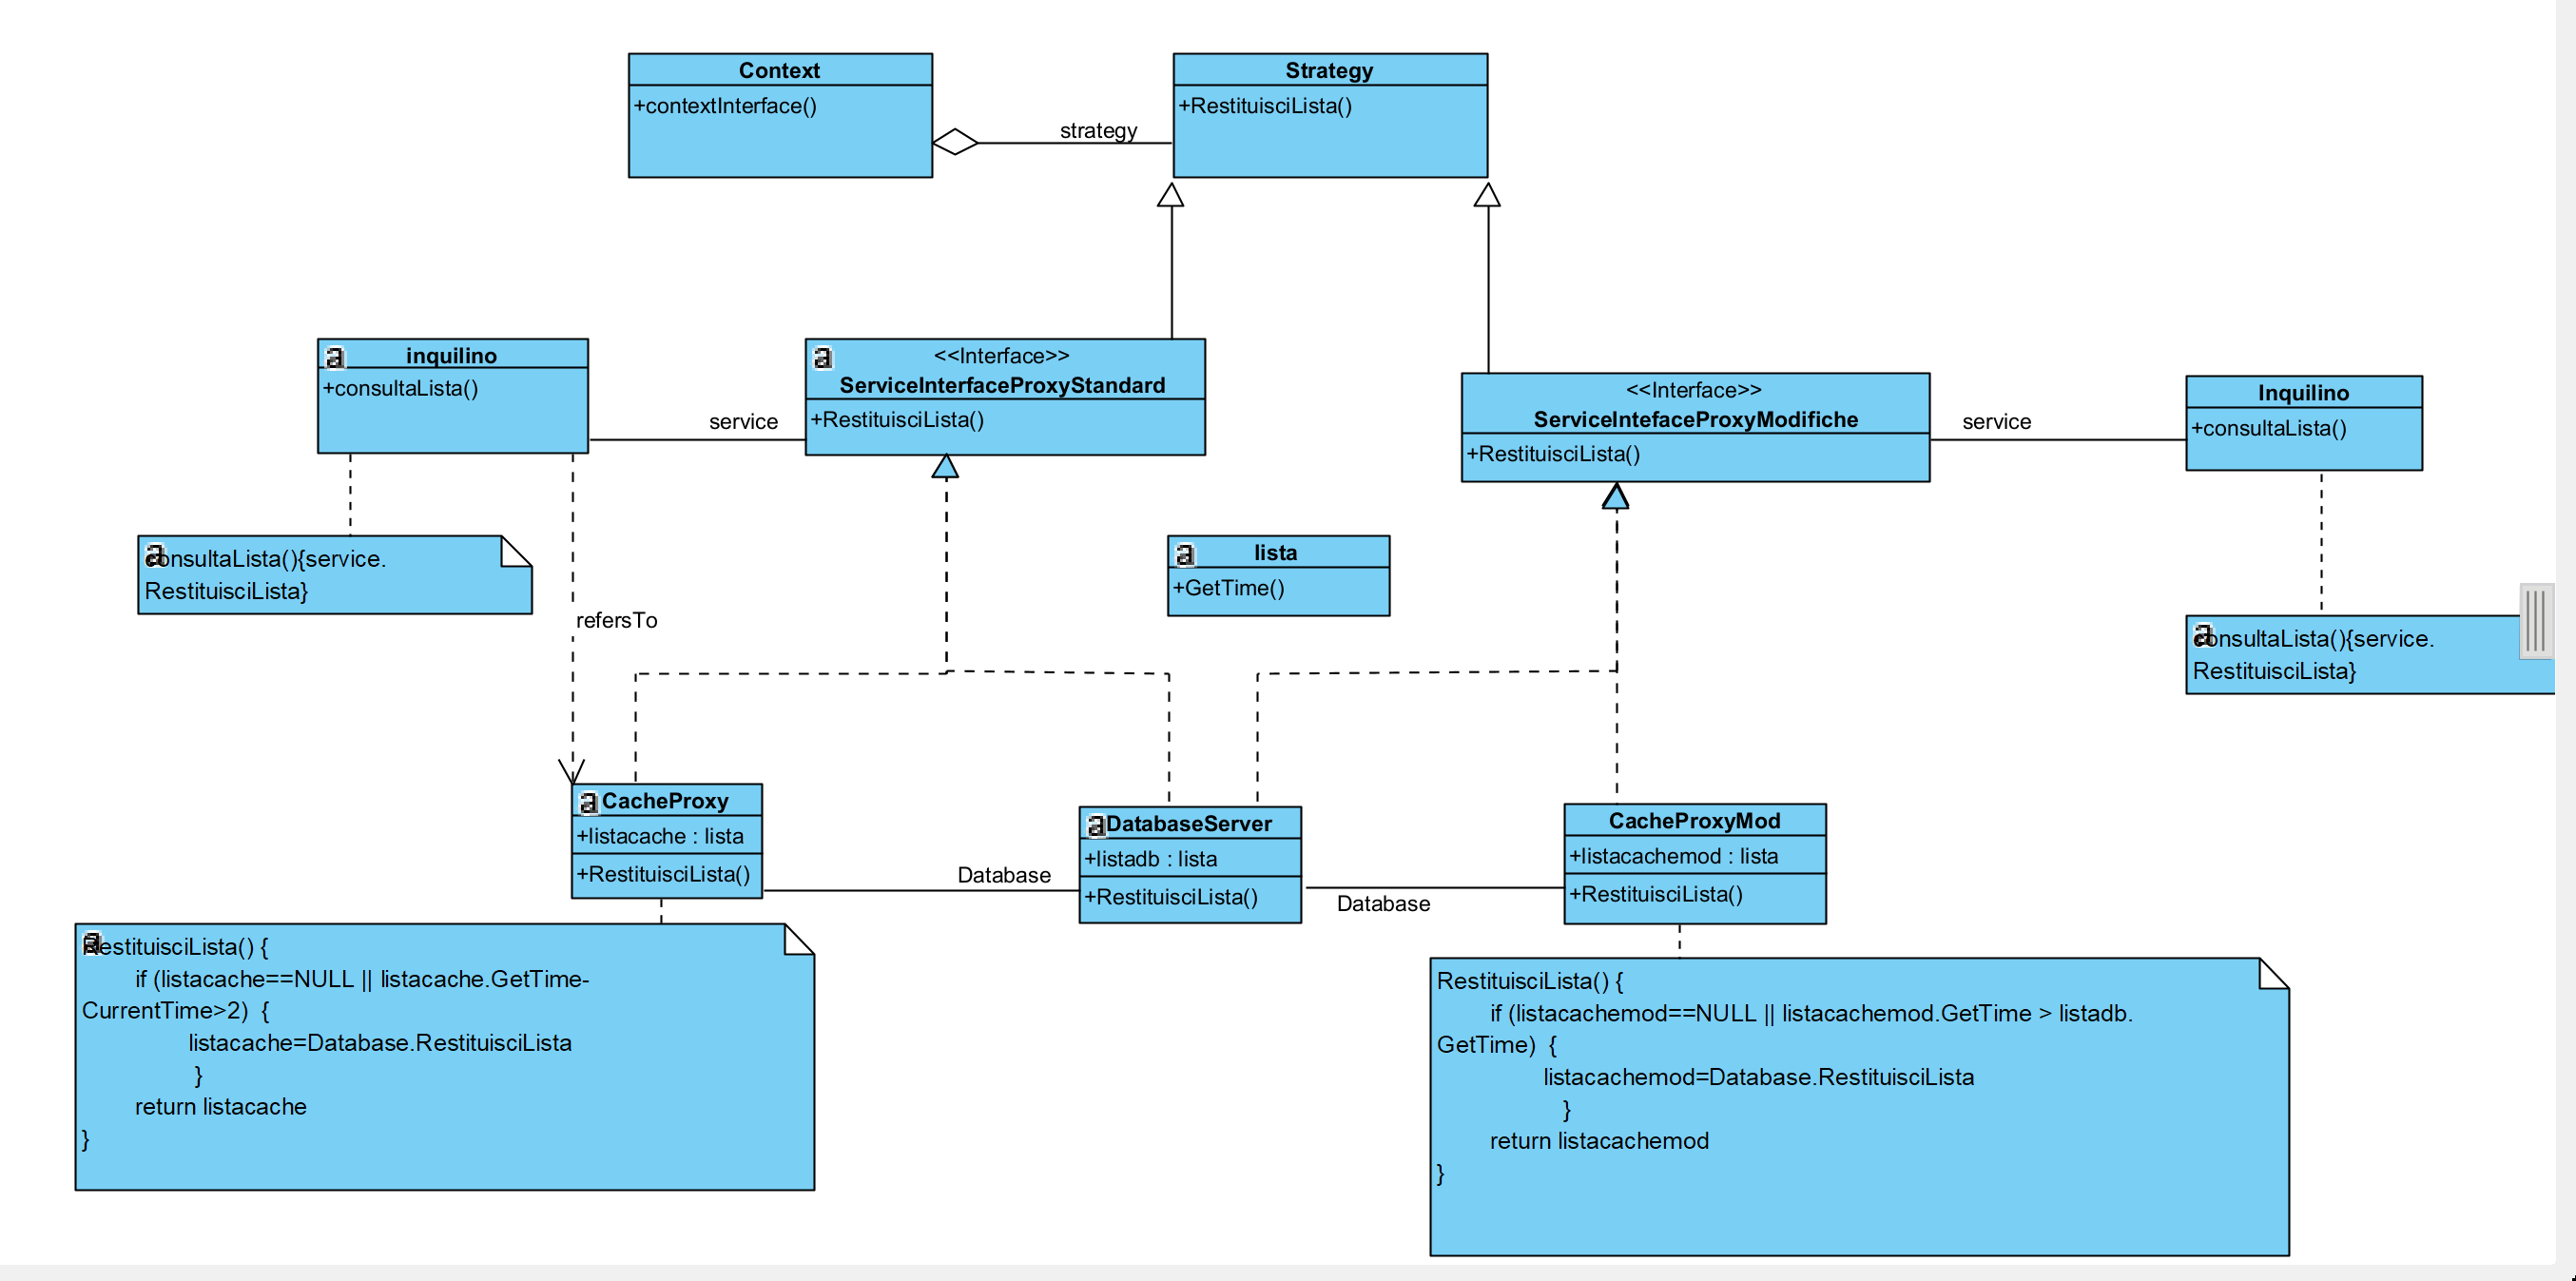 Context
+contextInterface()
strategy
Strategy
+RestituisciLista()
a
inquilino
+consultaLista()
service
a
<<Interface>>
ServiceInterfaceProxyStandard
+RestituisciLista()
<<Interface>>
ServiceIntefaceProxyModifiche
+RestituisciLista()
service
Inquilino
+consultaLista()
a
consultaLista(){service.
RestituisciLista}
refersTo
a
lista
+GetTime()
a
consultaLista(){service.
RestituisciLista}
a
CacheProxy
+listacache : lista
+RestituisciLista()
Database
a
DatabaseServer
+listadb : lista
+RestituisciLista()
Database
CacheProxyMod
+listacachemod : lista
+RestituisciLista()
a
RestituisciLista() {
if (listacache==NULL || listacache.GetTime-
CurrentTime>2) {
listacache=Database.RestituisciLista
}
return listacache
}
RestituisciLista() {
if (listacachemod==NULL || listacachemod.GetTime > listadb.
GetTime) {
listacachemod=Database.RestituisciLista
}
return listacachemod
}